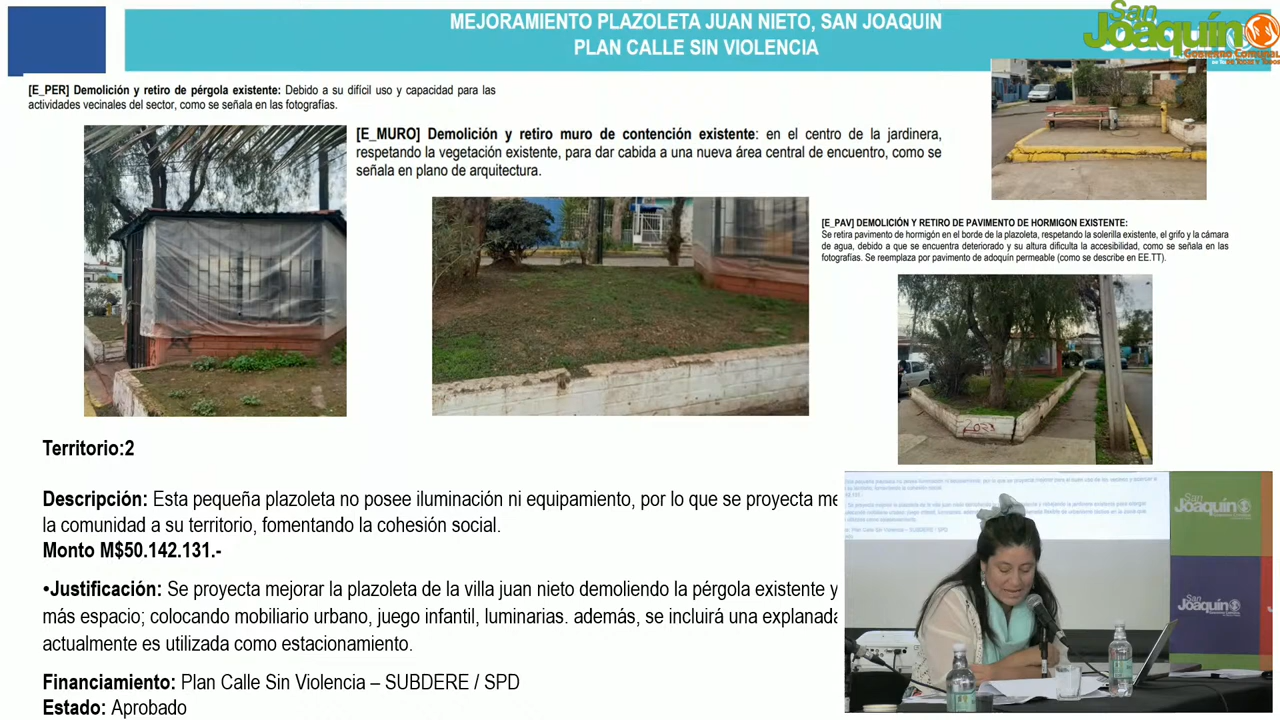 MEJORAMIENTO PLAZOLETA JUAN NIETO, SAN JOAQUIN
PLAN CALLE SIN VIOLENCIA
San
Joaquín
Gobierno Comunal
[E_PER] Demolición y retiro de pérgola existente: Debido a su difícil uso y capacidad para las
actividades vecinales del sector, como se señala en las fotografías.
[E_MURO] Demolición y retiro muro de contención existente: en el centro de la jardinera,
respetando la vegetación existente, para dar cabida a una nueva área central de encuentro, como se
señala en plano de arquitectura.
[E_PAV] DEMOLICIÓN Y RETIRO DE PAVIMENTO DE HORMIGON EXISTENTE:
Se retira pavimento de hormigón en el borde de la plazoleta, respetando la solerilla existente, el grifo y la cámara
de agua, debido a que se encuentra deteriorado y su altura dificulta la accesibilidad, como se señala en las
fotografías. Se reemplaza por pavimento de adoquín permeable (como se describe en EE.TT).
Territorio:2
Descripción: Esta pequeña plazoleta no posee iluminación ni equipamiento, por lo que se proyecta me
la comunidad a su territorio, fomentando la cohesión social.
Monto M$50.142.131.-
•Justificación: Se proyecta mejorar la plazoleta de la villa juan nieto demoliendo la pérgola existente y
más espacio; colocando mobiliario urbano, juego infantil, luminarias. además, se incluirá una explanada
actualmente es utilizada como estacionamiento.
Financiamiento: Plan Calle Sin Violencia – SUBDERE / SPD
Estado: Aprobado
San
Joaquín
San
Joaquín